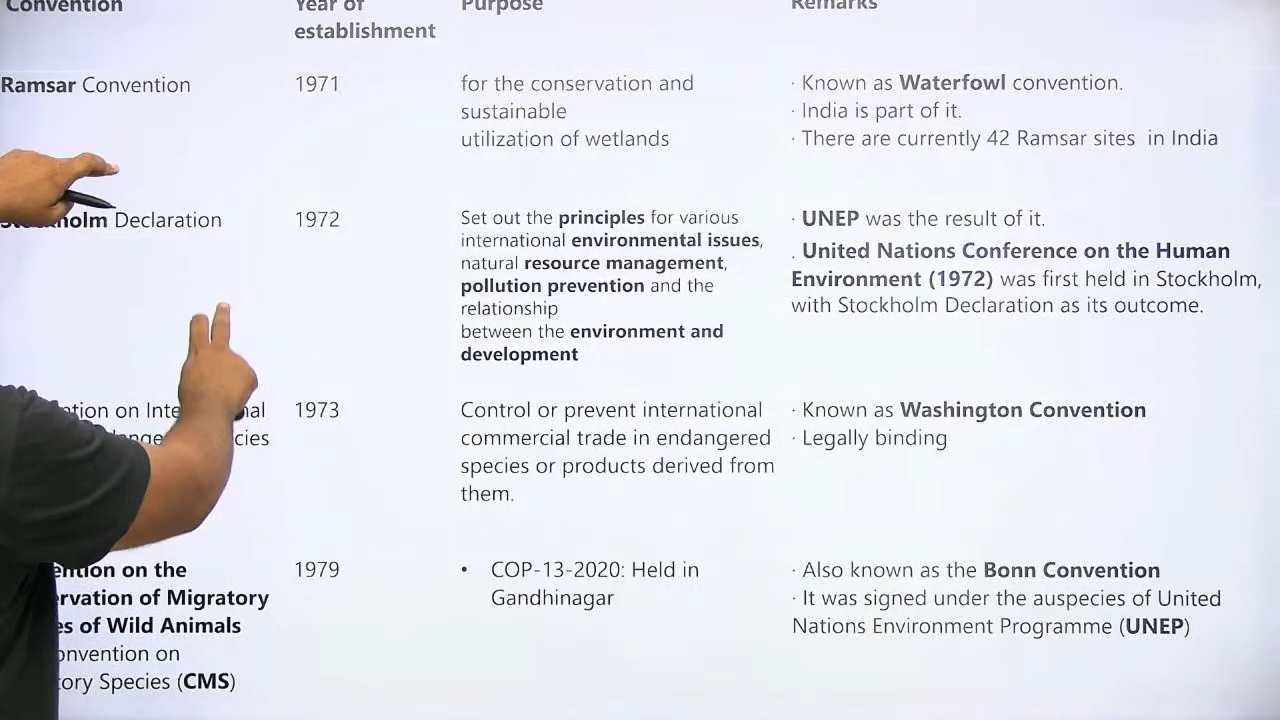 Convention Year of establishment Purpose Remarks
Ramsar Convention 1971 for the conservation and
sustainable
utilization of wetlands
· Known as Waterfowl convention.
· India is part of it.
· There are currently 42 Ramsar sites in India
Declaration 1972 Set out the principles for various
international environmental issues,
natural resource management,
pollution prevention and the
relationship
between the environment and
development
· UNEP was the result of it.
. United Nations Conference on the Human
Environment (1972) was first held in Stockholm,
with Stockholm Declaration as its outcome.
1973 Control or prevent international
commercial trade in endangered
species or products derived from
them.
· Known as Washington Convention
· Legally binding
on the
of Migratory
of Wild Animals
on
Species (CMS)
1979
• COP-13-2020: Held in
Gandhinagar
· Also known as the Bonn Convention
· It was signed under the auspecies of United
Nations Environment Programme (UNEP)